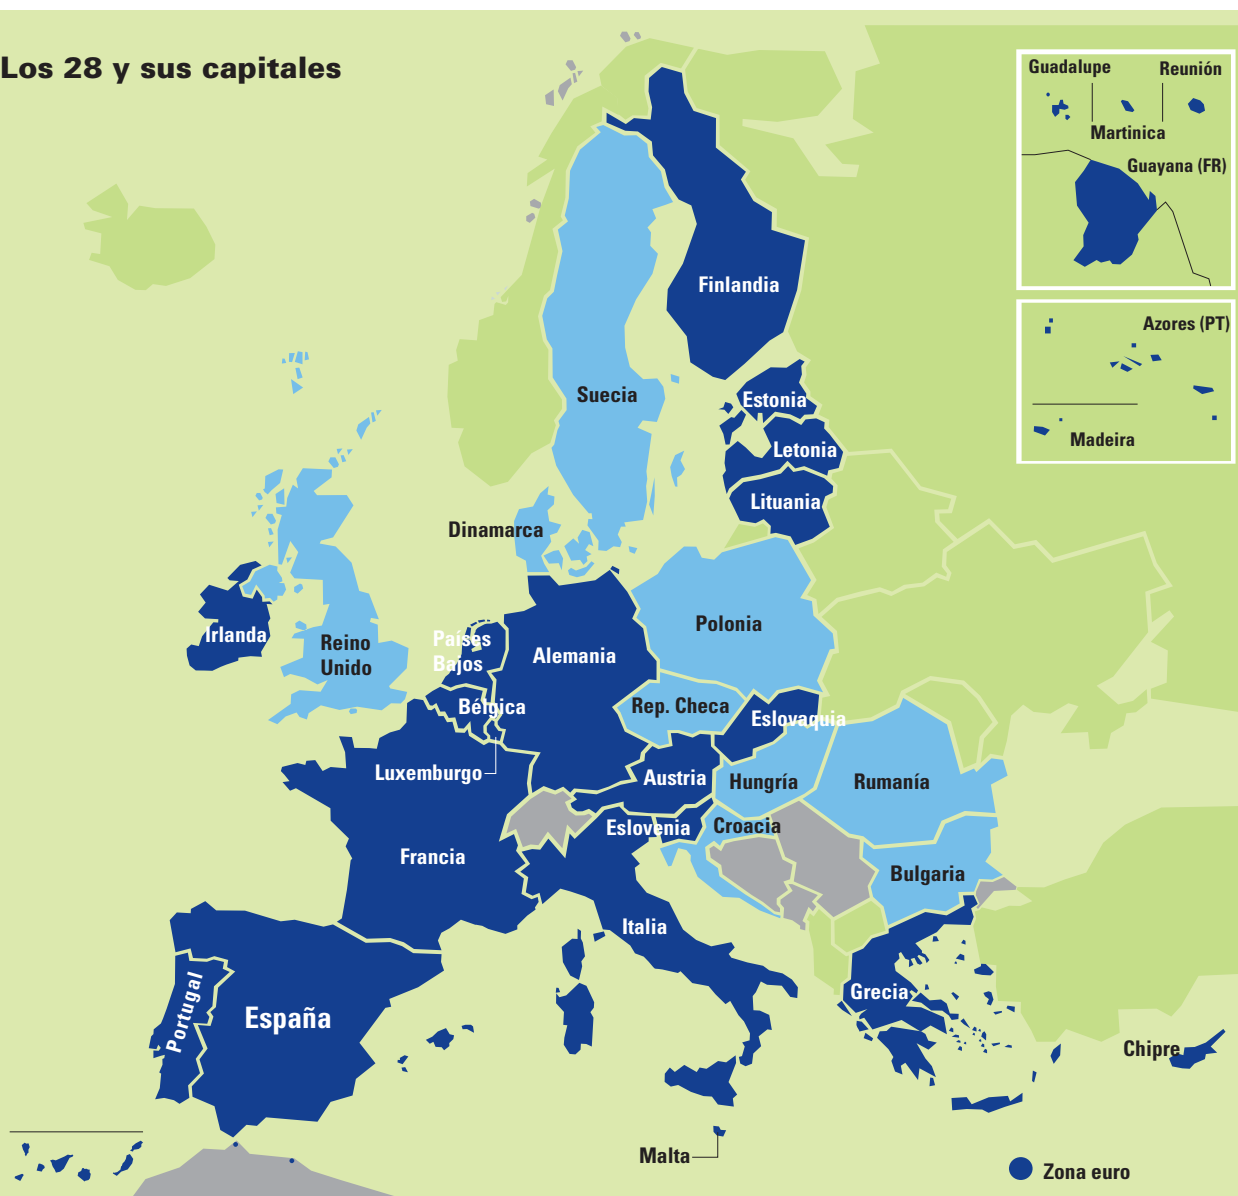 Los 28 y sus capitales
Guadalupe
Reunión
Martinica
Guayana (FR)
Azores (PT)
Madeira
Finlandia
Suecia
Estonia
Letonia
Lituania
Dinamarca
Irlanda
Reino
Unido
Países
Bajos
Alemania
Polonia
Bélgica
Rep. Checa
Eslovaquia
Luxemburgo
Austria
Hungría
Rumanía
Eslovenia
Croacia
Francia
Bulgaria
Italia
Portugal
España
Grecia
Chipre
Malta
Zona euro